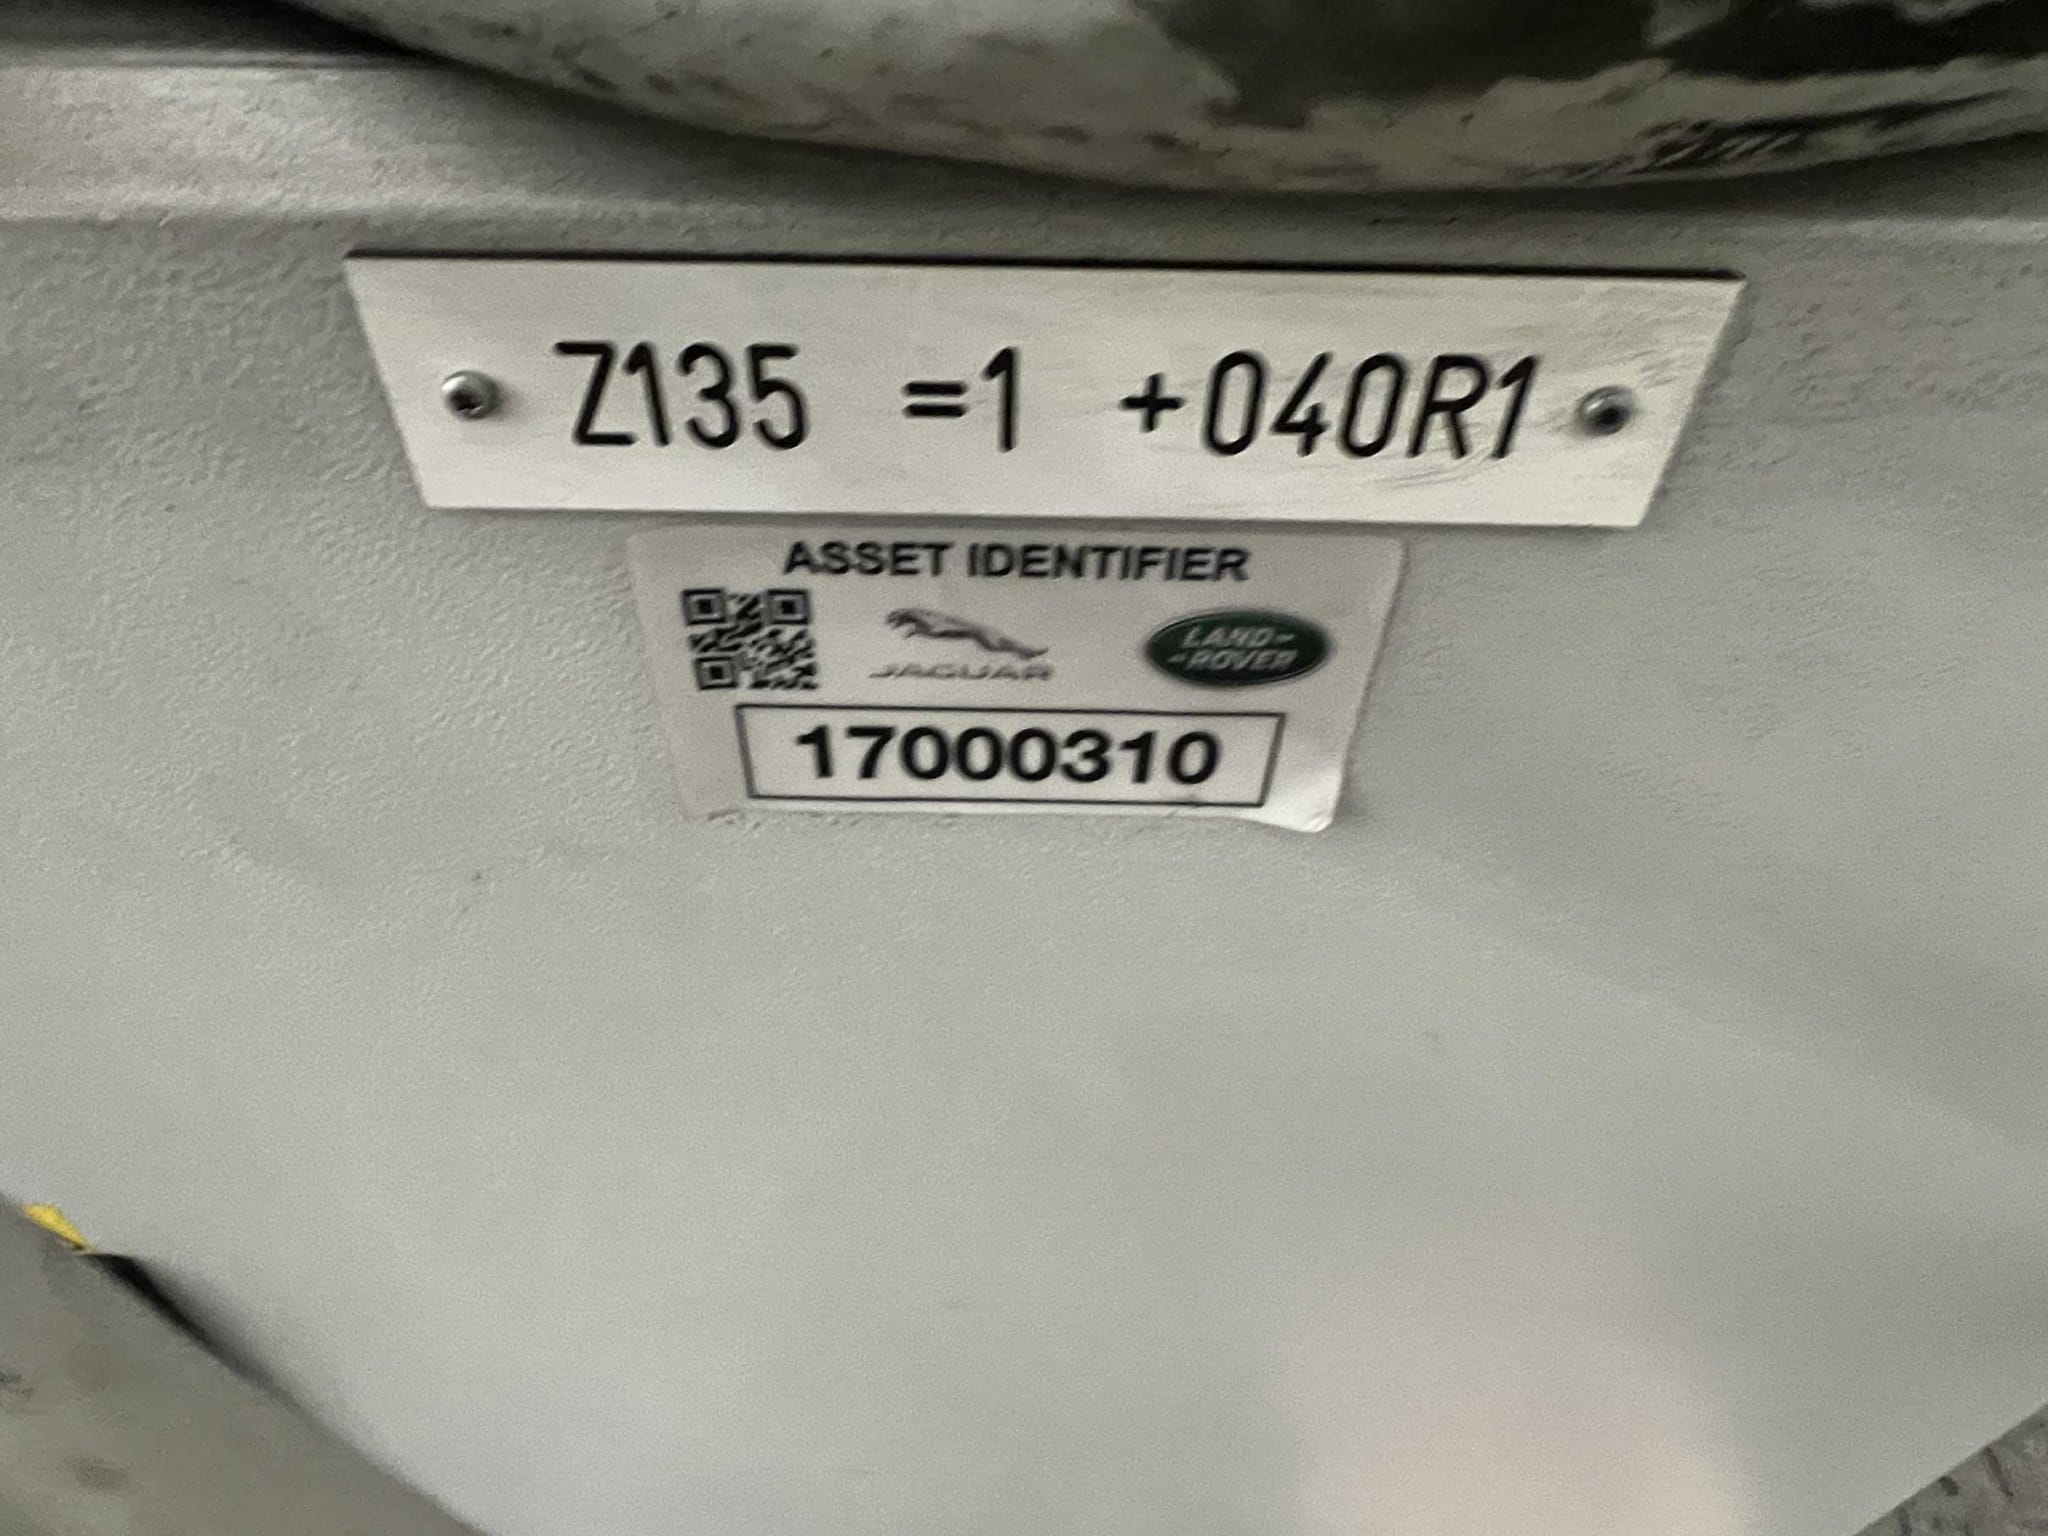 Z135 =1 +040R1
ASSET IDENTIFIER
JAGUAR
LAND-
-ROVER
17000310